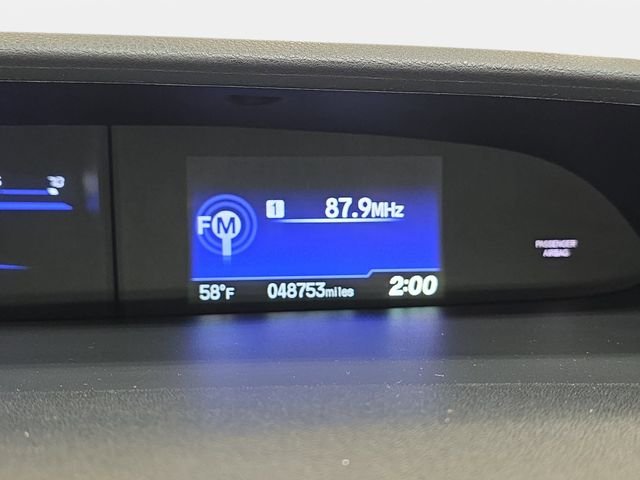 FM 1 87.9MHz
58°F 048753miles 2:00
PASSENGER
AIRBAG